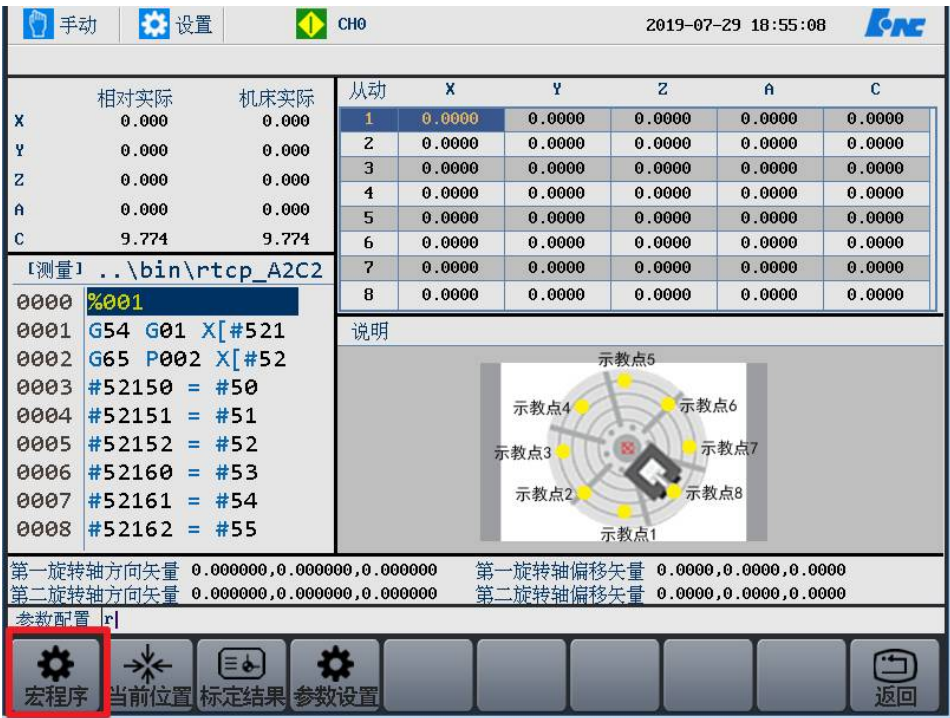 手动 设置 CH0 2019-07-29 18:55:08 HNC
相对实际 机床实际
X 0.000 0.000
Y 0.000 0.000
Z 0.000 0.000
A 0.000 0.000
C 9.774 9.774
从动 X Y Z A C
1 0.0000 0.0000 0.0000 0.0000 0.0000
2 0.0000 0.0000 0.0000 0.0000 0.0000
3 0.0000 0.0000 0.0000 0.0000 0.0000
4 0.0000 0.0000 0.0000 0.0000 0.0000
5 0.0000 0.0000 0.0000 0.0000 0.0000
6 0.0000 0.0000 0.0000 0.0000 0.0000
7 0.0000 0.0000 0.0000 0.0000 0.0000
8 0.0000 0.0000 0.0000 0.0000 0.0000
【测量】 ..\bin\rtcp_A2C2
0000 %001
0001 G54 G01 X[#521
0002 G65 P002 X[#52
0003 #52150 = #50
0004 #52151 = #51
0005 #52152 = #52
0006 #52160 = #53
0007 #52161 = #54
0008 #52162 = #55
说明
示教点5
示教点4 示教点6
示教点3 示教点7
示教点2 示教点8
示教点1
第一旋转轴方向矢量 0.000000,0.000000,0.000000 第一旋转轴偏移矢量 0.0000,0.0000,0.0000
第二旋转轴方向矢量 0.000000,0.000000,0.000000 第二旋转轴偏移矢量 0.0000,0.0000,0.0000
参数配置 r
宏程序 当前位置 标定结果 参数设置 返回